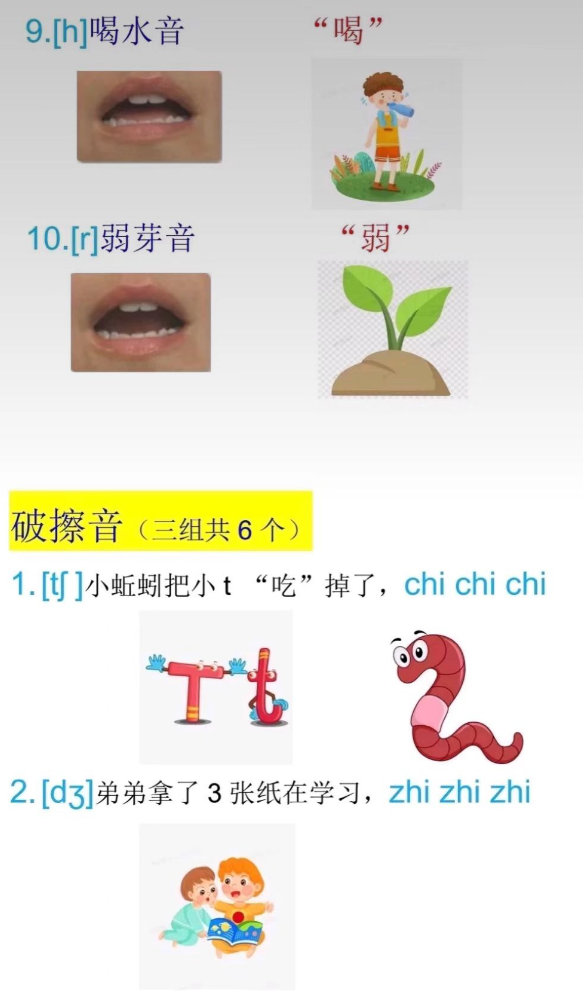 9.[h]喝水音 “喝”
10.[r]弱芽音 “弱”
破擦音（三组共 6 个）
1.[tʃ ]小蚯蚓把小 t “吃”掉了，chi chi chi
T t
2.[dʒ]弟弟拿了 3 张纸在学习，zhi zhi zhi